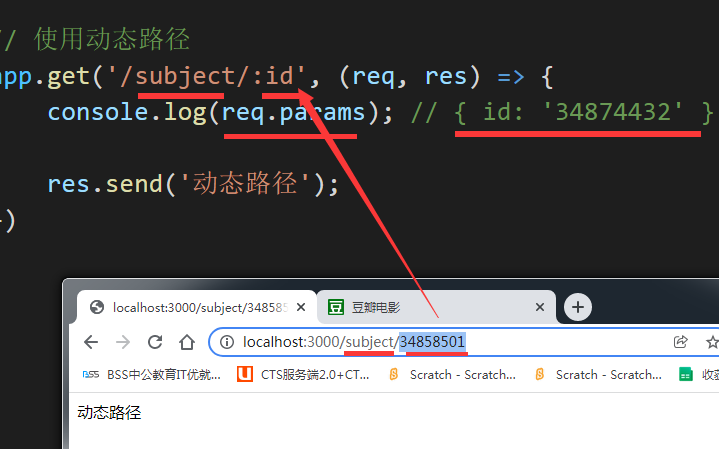 // 使用动态路径
app.get('/subject/:id', (req, res) => {
console.log(req.params); // { id: '34874432' }
res.send('动态路径');
})
localhost:3000/subject/34858
豆瓣电影
localhost:3000/subject/34858501
BSS中公教育IT优就...
CTS服务端2.0+CT...
Scratch - Scratch...
Scratch - Scratch...
收藏
动态路径